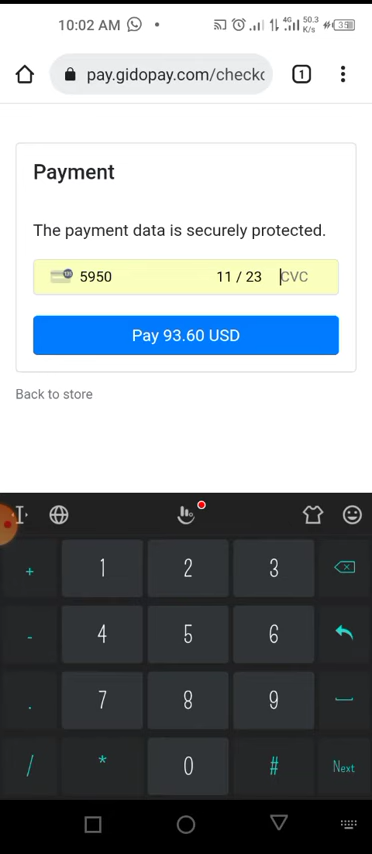 10:02 AM
4G 50.3 K/s 35
pay.gidopay.com/checko
1
Payment
The payment data is securely protected.
5950 11 / 23 CVC
Pay 93.60 USD
Back to store
+ 1 2 3
- 4 5 6
. 7 8 9
/ * 0 # Next